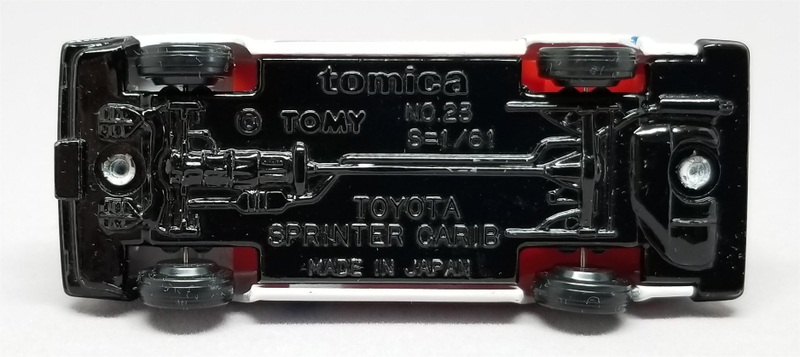 tomica
© TOMY
NO.23
S=1/61
TOYOTA
SPRINTER CARIB
MADE IN JAPAN